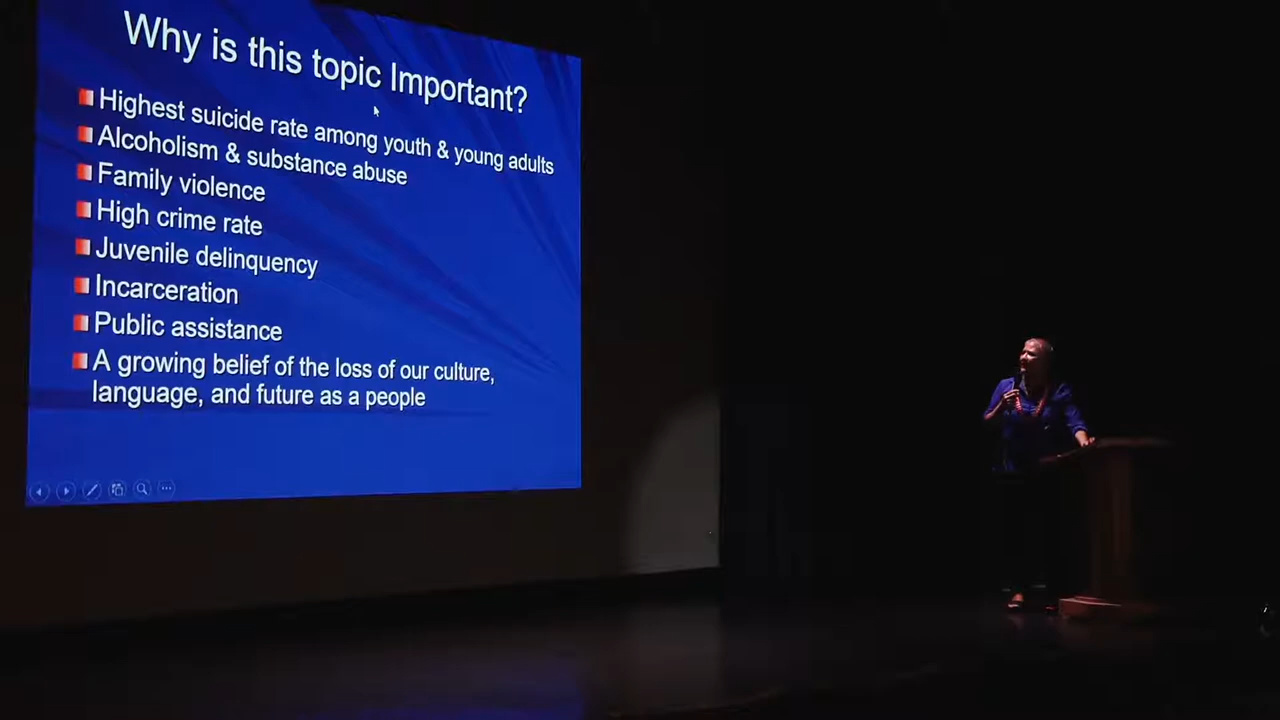 Why is this topic Important?
Highest suicide rate among youth & young adults
Alcoholism & substance abuse
Family violence
High crime rate
Juvenile delinquency
Incarceration
Public assistance
A growing belief of the loss of our culture,
language, and future as a people